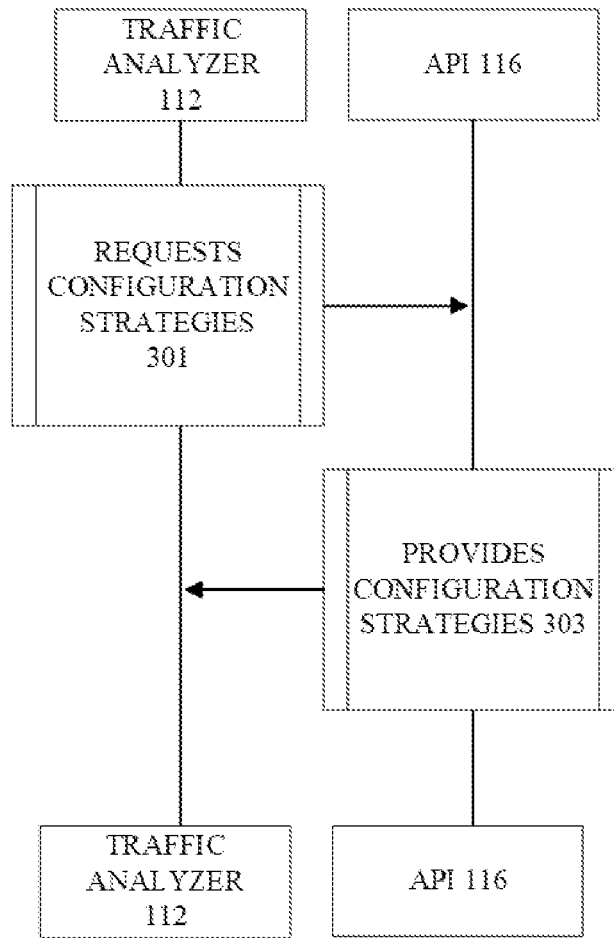 TRAFFIC
ANALYZER
112
API 116
REQUESTS
CONFIGURATION
STRATEGIES
301
PROVIDES
CONFIGURATION
STRATEGIES 303
TRAFFIC
ANALYZER
112
API 116